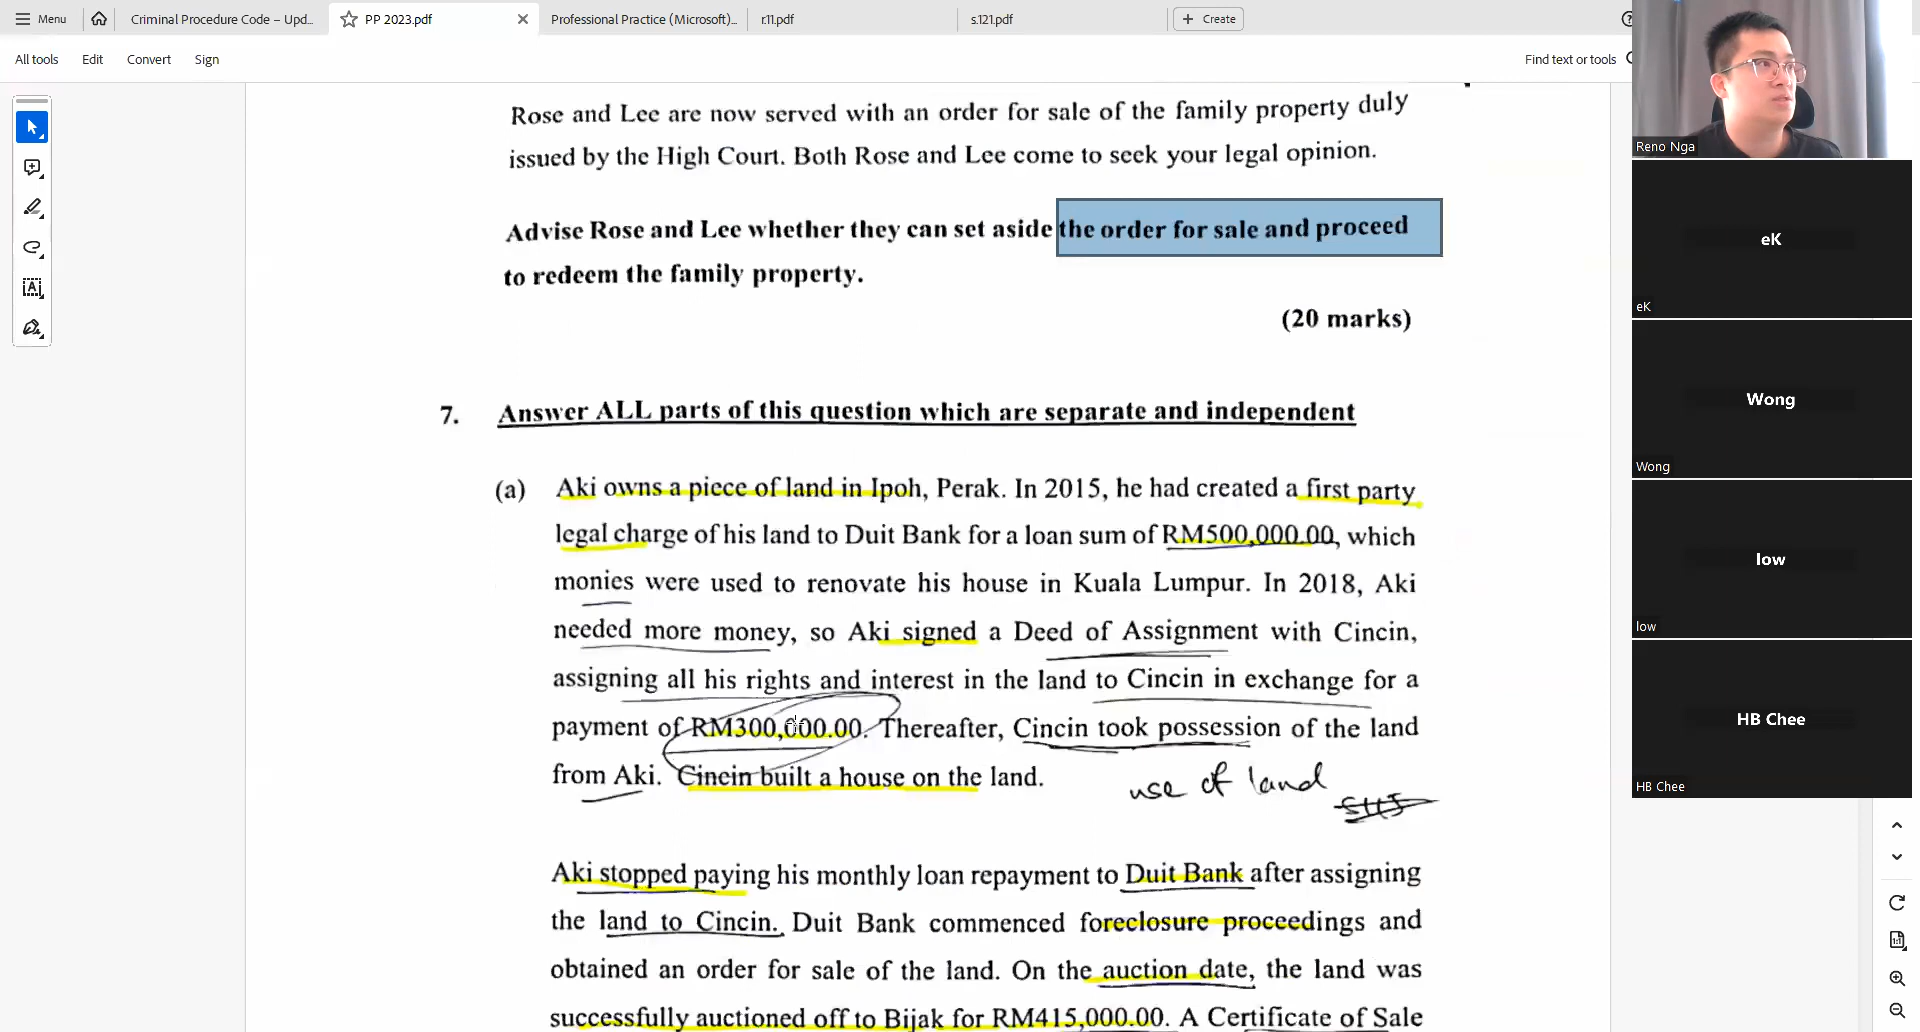 Menu
Criminal Procedure Code – Upd...
PP 2023.pdf
Professional Practice (Microsoft)...
r.11.pdf
s.121.pdf
+ Create
All tools
Edit
Convert
Sign
Find text or tools
Rose and Lee are now served with an order for sale of the family property duly
issued by the High Court. Both Rose and Lee come to seek your legal opinion.
Advise Rose and Lee whether they can set aside the order for sale and proceed
to redeem the family property.
(20 marks)
7. Answer ALL parts of this question which are separate and independent
(a) Aki owns a piece of land in Ipoh, Perak. In 2015, he had created a first party
legal charge of his land to Duit Bank for a loan sum of RM500,000.00, which
monies were used to renovate his house in Kuala Lumpur. In 2018, Aki
needed more money, so Aki signed a Deed of Assignment with Cincin,
assigning all his rights and interest in the land to Cincin in exchange for a
payment of RM300,000.00. Thereafter, Cincin took possession of the land
from Aki. Cincin built a house on the land.
use of land
Aki stopped paying his monthly loan repayment to Duit Bank after assigning
the land to Cincin. Duit Bank commenced foreclosure proceedings and
obtained an order for sale of the land. On the auction date, the land was
successfully auctioned off to Bijak for RM415,000.00. A Certificate of Sale
Reno Nga
eK
eK
Wong
Wong
low
low
HB Chee
HB Chee